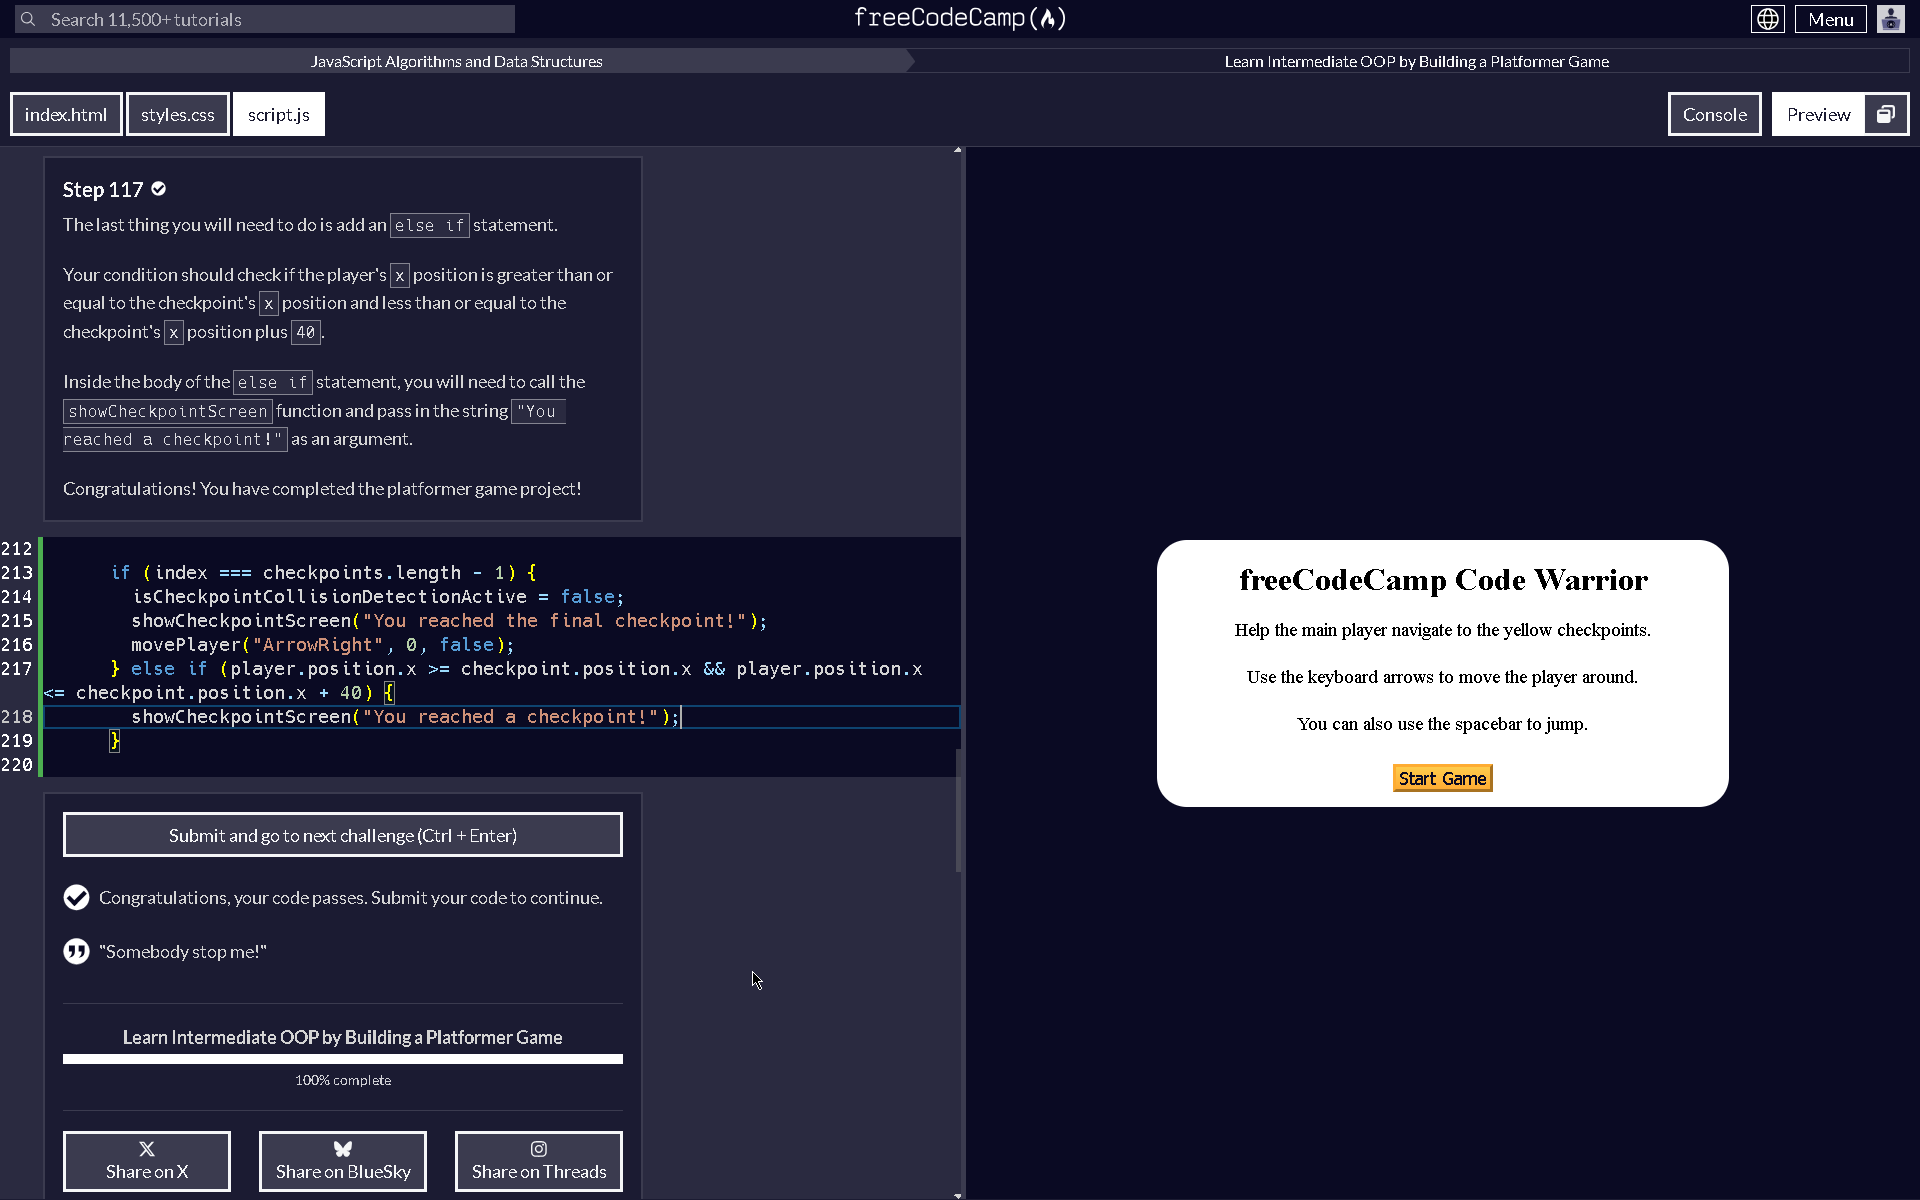 Search 11,500+ tutorials
freeCodeCamp
Menu
JavaScript Algorithms and Data Structures
Learn Intermediate OOP by Building a Platformer Game
index.html
styles.css
script.js
Console
Preview
Step 117
The last thing you will need to do is add an else if statement.
Your condition should check if the player's x position is greater than or
equal to the checkpoint's x position and less than or equal to the
checkpoint's x position plus 40.
Inside the body of the else if statement, you will need to call the
showCheckpointScreen function and pass in the string "You
reached a checkpoint!" as an argument.
Congratulations! You have completed the platformer game project!
212
213 if (index === checkpoints.length - 1) {
214 isCheckpointCollisionDetectionActive = false;
215 showCheckpointScreen("You reached the final checkpoint!");
216 movePlayer("ArrowRight", 0, false);
217 } else if (player.position.x >= checkpoint.position.x && player.position.x
<= checkpoint.position.x + 40) {
218 showCheckpointScreen("You reached a checkpoint!");
219 }
220
Submit and go to next challenge (Ctrl + Enter)
Congratulations, your code passes. Submit your code to continue.
"Somebody stop me!"
Learn Intermediate OOP by Building a Platformer Game
100% complete
Share on X
Share on BlueSky
Share on Threads
freeCodeCamp Code Warrior
Help the main player navigate to the yellow checkpoints.
Use the keyboard arrows to move the player around.
You can also use the spacebar to jump.
Start Game